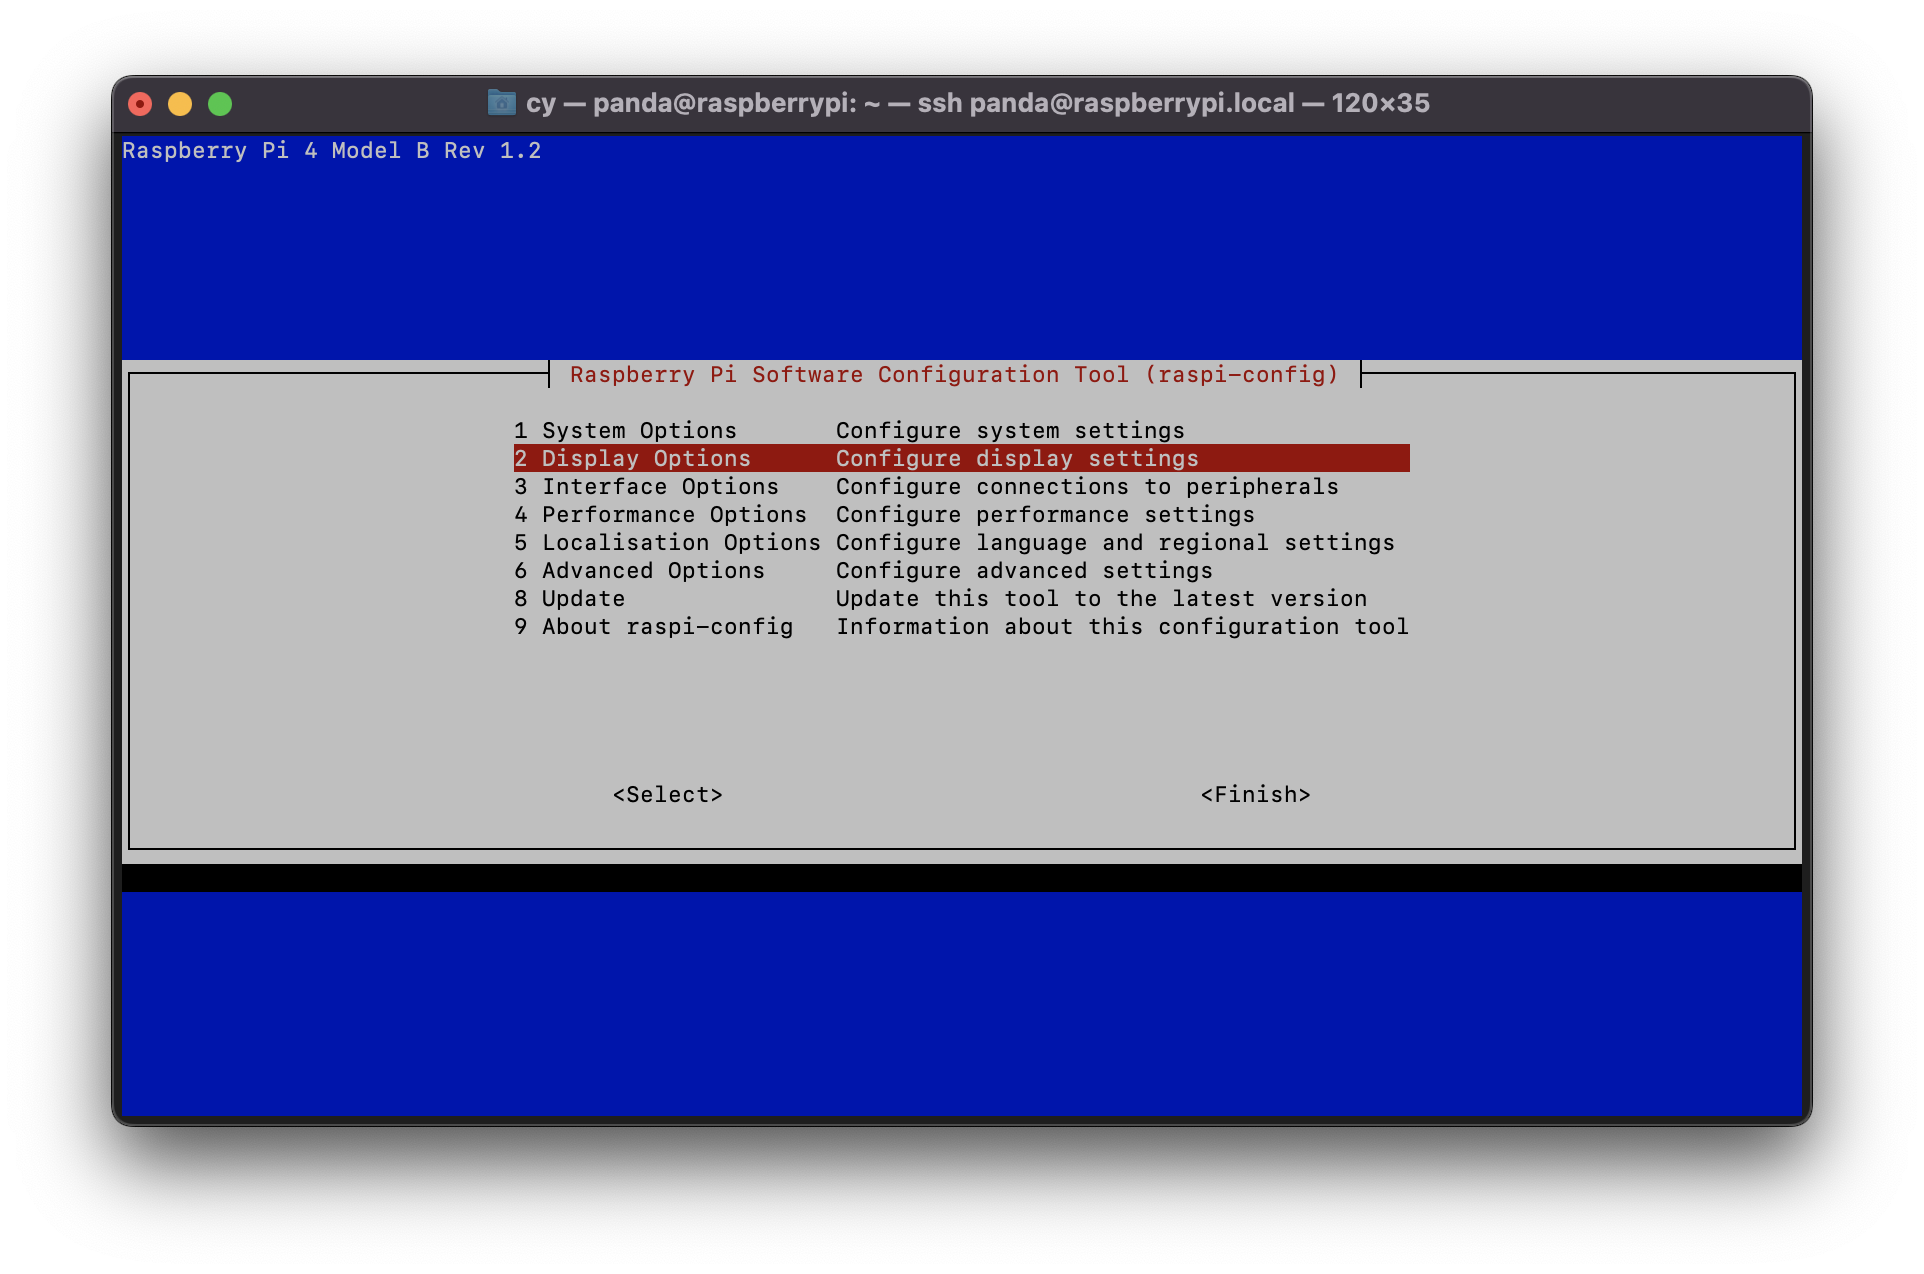 cy — panda@raspberrypi: ~ — ssh panda@raspberrypi.local — 120×35
Raspberry Pi 4 Model B Rev 1.2
Raspberry Pi Software Configuration Tool (raspi-config)
1 System Options       Configure system settings
2 Display Options      Configure display settings
3 Interface Options    Configure connections to peripherals
4 Performance Options  Configure performance settings
5 Localisation Options Configure language and regional settings
6 Advanced Options     Configure advanced settings
8 Update               Update this tool to the latest version
9 About raspi-config   Information about this configuration tool
<Select>                                  <Finish>